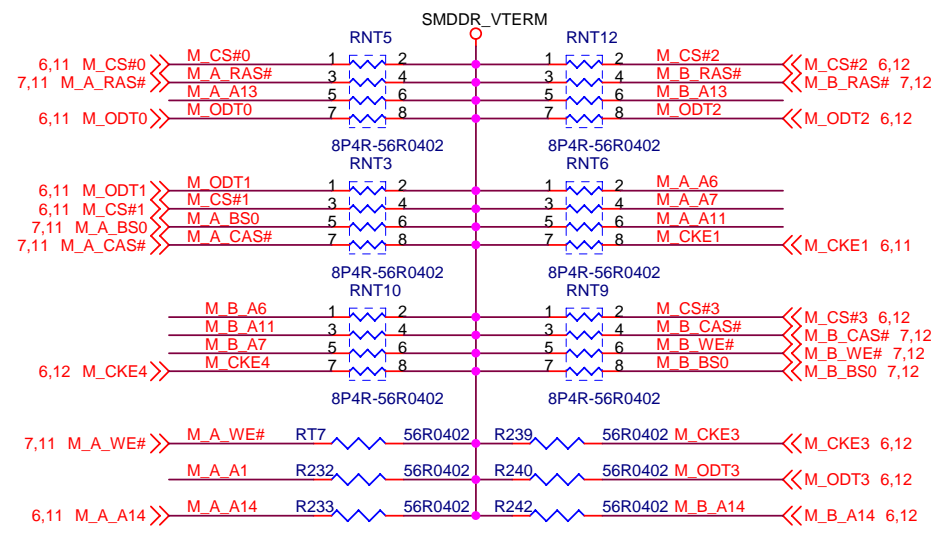 SMDDR_VTERM
RNT5 RNT12
6,11 M_CS#0 M_CS#0 1 2 1 2 M_CS#2 M_CS#2 6,12
7,11 M_A_RAS# M_A_RAS# 3 4 3 4 M_B_RAS# M_B_RAS# 7,12
M_A_A13 5 6 5 6 M_B_A13
6,11 M_ODT0 M_ODT0 7 8 7 8 M_ODT2 M_ODT2 6,12
8P4R-56R0402 8P4R-56R0402
RNT3 RNT6
6,11 M_ODT1 M_ODT1 1 2 1 2 M_A_A6
6,11 M_CS#1 M_CS#1 3 4 3 4 M_A_A7
7,11 M_A_BS0 M_A_BS0 5 6 5 6 M_A_A11
7,11 M_A_CAS# M_A_CAS# 7 8 7 8 M_CKE1 M_CKE1 6,11
8P4R-56R0402 8P4R-56R0402
RNT10 RNT9
M_B_A6 1 2 1 2 M_CS#3 M_CS#3 6,12
M_B_A11 3 4 3 4 M_B_CAS# M_B_CAS# 7,12
M_B_A7 5 6 5 6 M_B_WE# M_B_WE# 7,12
6,12 M_CKE4 M_CKE4 7 8 7 8 M_B_BS0 M_B_BS0 7,12
8P4R-56R0402 8P4R-56R0402
7,11 M_A_WE# M_A_WE# RT7 56R0402 R239 56R0402 M_CKE3 M_CKE3 6,12
M_A_A1 R232 56R0402 R240 56R0402 M_ODT3 M_ODT3 6,12
6,11 M_A_A14 M_A_A14 R233 56R0402 R242 56R0402 M_B_A14 M_B_A14 6,12